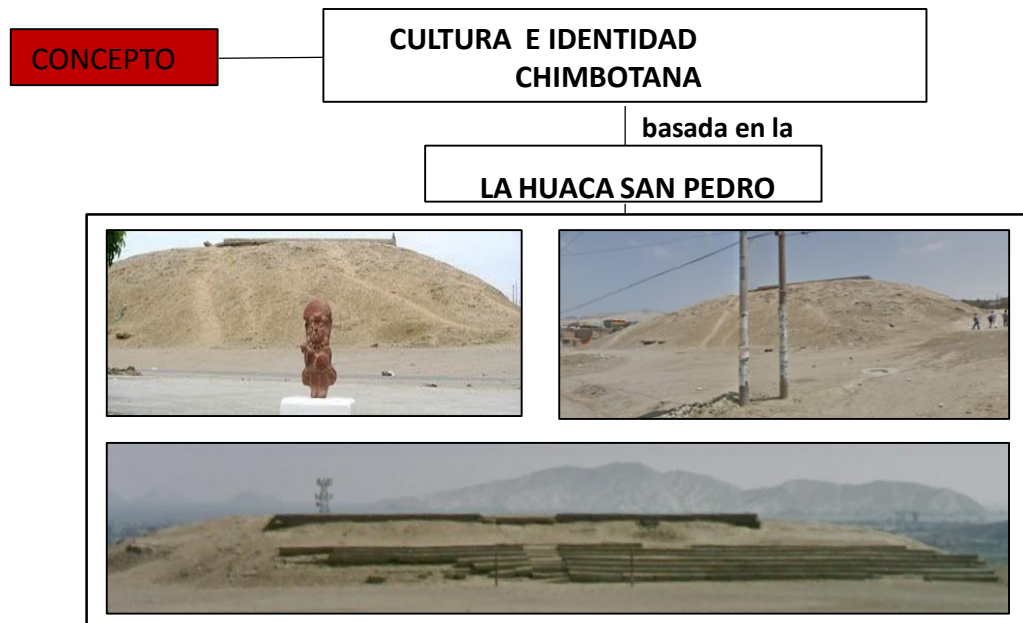 CONCEPTO
CULTURA E IDENTIDAD
CHIMBOTANA
basada en la
LA HUACA SAN PEDRO